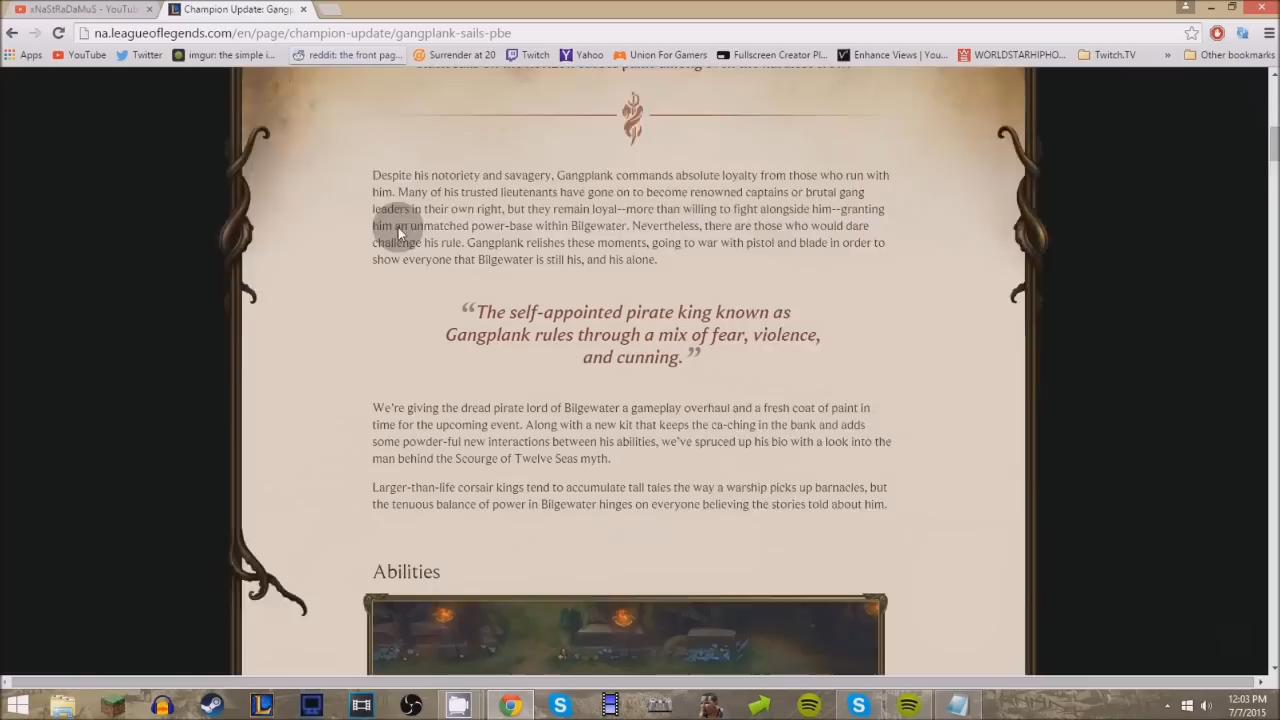 xNaStRaDaMuS - YouTub
Champion Update: Gangp
na.leagueoflegends.com/en/page/champion-update/gangplank-sails-pbe
Apps YouTube Twitter imgur: the simple i... reddit: the front pag... Surrender at 20 Twitch Yahoo Union For Gamers Fullscreen Creator Pl... Enhance Views | You... WORLDSTARHIPHO... Twitch.TV » Other bookmarks
Despite his notoriety and savagery, Gangplank commands absolute loyalty from those who run with
him. Many of his trusted lieutenants have gone on to become renowned captains or brutal gang
leaders in their own right, but they remain loyal--more than willing to fight alongside him--granting
him an unmatched power-base within Bilgewater. Nevertheless, there are those who would dare
challenge his rule. Gangplank relishes these moments, going to war with pistol and blade in order to
show everyone that Bilgewater is still his, and his alone.
“The self-appointed pirate king known as
Gangplank rules through a mix of fear, violence,
and cunning.”
We're giving the dread pirate lord of Bilgewater a gameplay overhaul and a fresh coat of paint in
time for the upcoming event. Along with a new kit that keeps the ca-ching in the bank and adds
some powder-ful new interactions between his abilities, we've spruced up his bio with a look into the
man behind the Scourge of Twelve Seas myth.
Larger-than-life corsair kings tend to accumulate tall tales the way a warship picks up barnacles, but
the tenuous balance of power in Bilgewater hinges on everyone believing the stories told about him.
Abilities
12:03 PM
7/7/2015